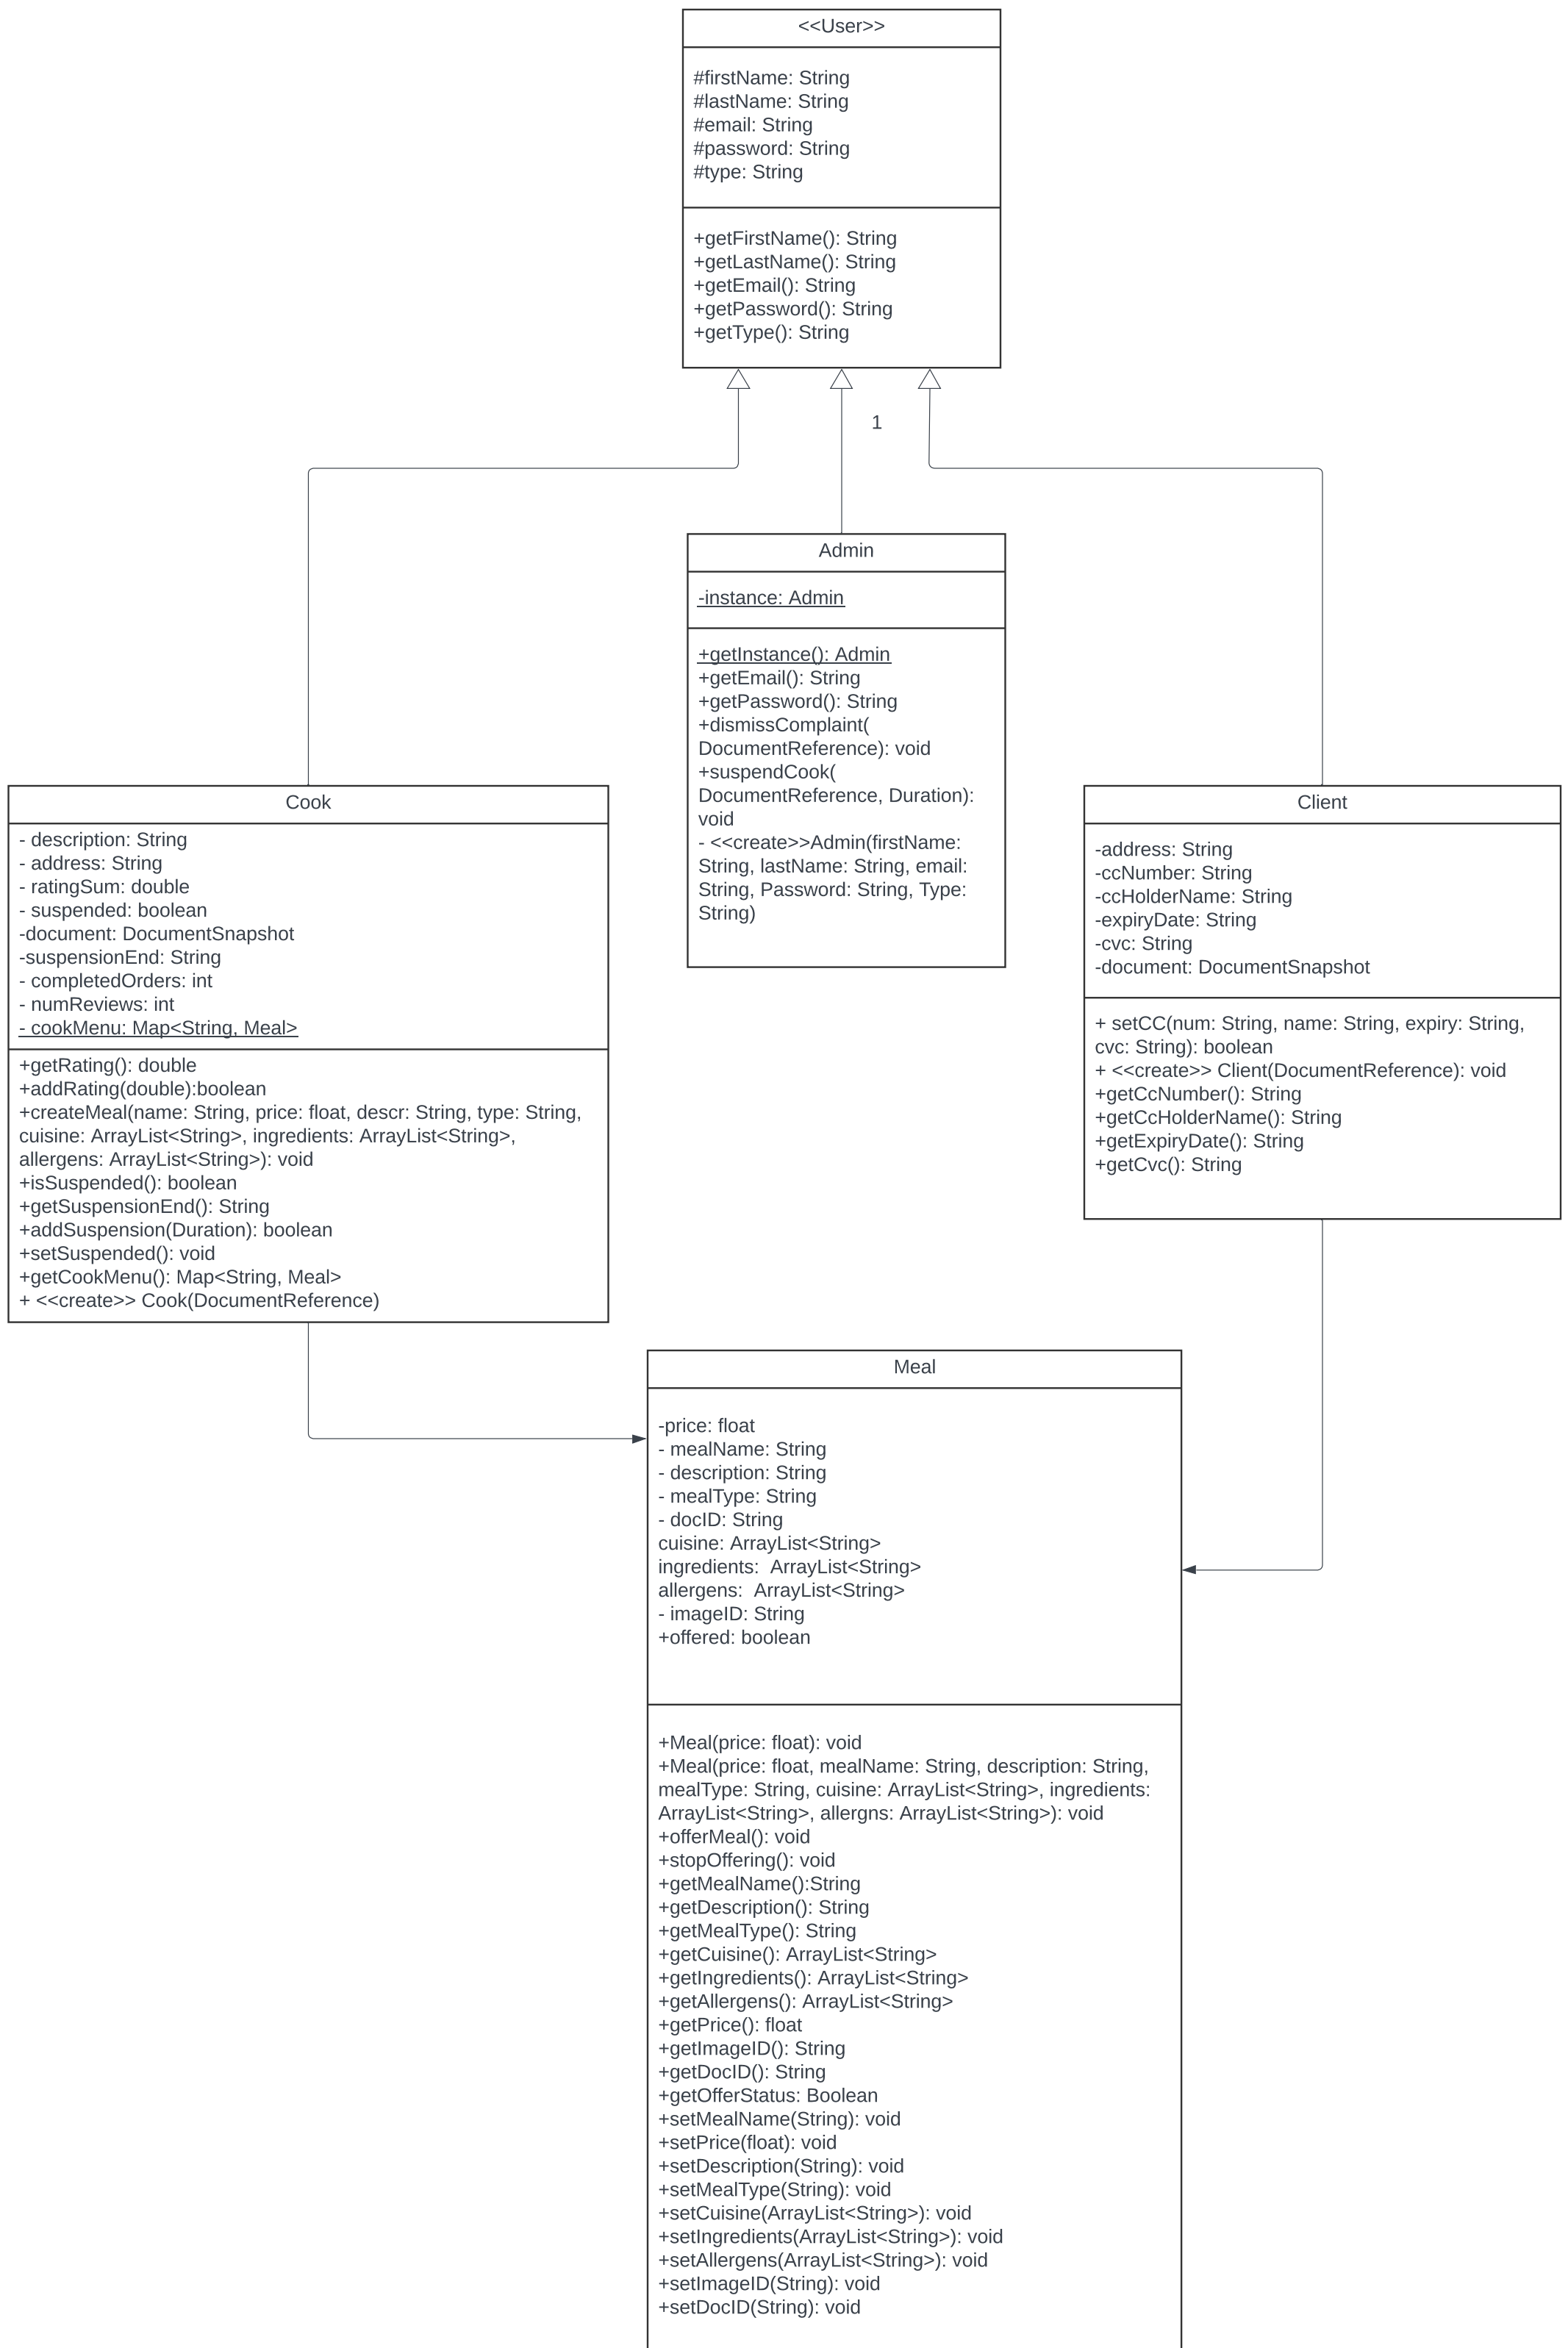 <<User>>
#firstName: String
#lastName: String
#email: String
#password: String
#type: String
+getFirstName(): String
+getLastName(): String
+getEmail(): String
+getPassword(): String
+getType(): String
1
Admin
-instance: Admin
+getInstance(): Admin
+getEmail(): String
+getPassword(): String
+dismissComplaint(
DocumentReference): void
+suspendCook(
DocumentReference, Duration):
void
- <<create>>Admin(firstName:
String, lastName: String, email:
String, Password: String, Type:
String)
Cook
- description: String
- address: String
- ratingSum: double
- suspended: boolean
-document: DocumentSnapshot
-suspensionEnd: String
- completedOrders: int
- numReviews: int
- cookMenu: Map<String, Meal>
+getRating(): double
+addRating(double):boolean
+createMeal(name: String, price: float, descr: String, type: String,
cuisine: ArrayList<String>, ingredients: ArrayList<String>,
allergens: ArrayList<String>): void
+isSuspended(): boolean
+getSuspensionEnd(): String
+addSuspension(Duration): boolean
+setSuspended(): void
+getCookMenu(): Map<String, Meal>
+ <<create>> Cook(DocumentReference)
Client
-address: String
-ccNumber: String
-ccHolderName: String
-expiryDate: String
-cvc: String
-document: DocumentSnapshot
+ setCC(num: String, name: String, expiry: String,
cvc: String): boolean
+ <<create>> Client(DocumentReference): void
+getCcNumber(): String
+getCcHolderName(): String
+getExpiryDate(): String
+getCvc(): String
Meal
-price: float
- mealName: String
- description: String
- mealType: String
- docID: String
cuisine: ArrayList<String>
ingredients:  ArrayList<String>
allergens:  ArrayList<String>
- imageID: String
+offered: boolean
+Meal(price: float): void
+Meal(price: float, mealName: String, description: String,
mealType: String, cuisine: ArrayList<String>, ingredients:
ArrayList<String>, allergns: ArrayList<String>): void
+offerMeal(): void
+stopOffering(): void
+getMealName():String
+getDescription(): String
+getMealType(): String
+getCuisine(): ArrayList<String>
+getIngredients(): ArrayList<String>
+getAllergens(): ArrayList<String>
+getPrice(): float
+getImageID(): String
+getDocID(): String
+getOfferStatus: Boolean
+setMealName(String): void
+setPrice(float): void
+setDescription(String): void
+setMealType(String): void
+setCuisine(ArrayList<String>): void
+setIngredients(ArrayList<String>): void
+setAllergens(ArrayList<String>): void
+setImageID(String): void
+setDocID(String): void